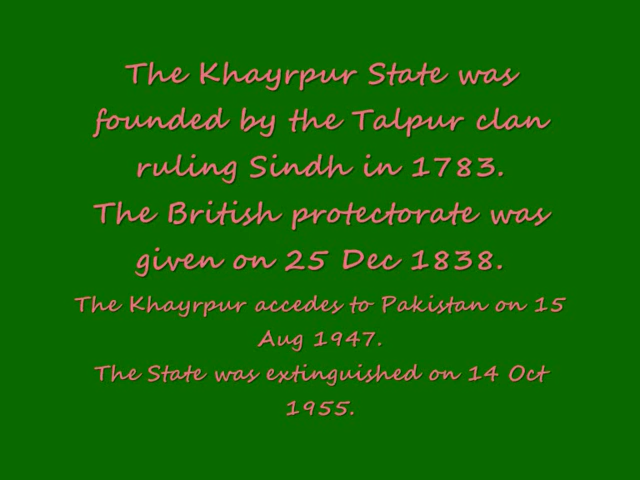 The Khayrpur State was
founded by the Talpur clan
ruling Sindh in 1783.
The British protectorate was
given on 25 Dec 1838.
The Khayrpur accedes to Pakistan on 15
Aug 1947.
The State was extinguished on 14 Oct
1955.